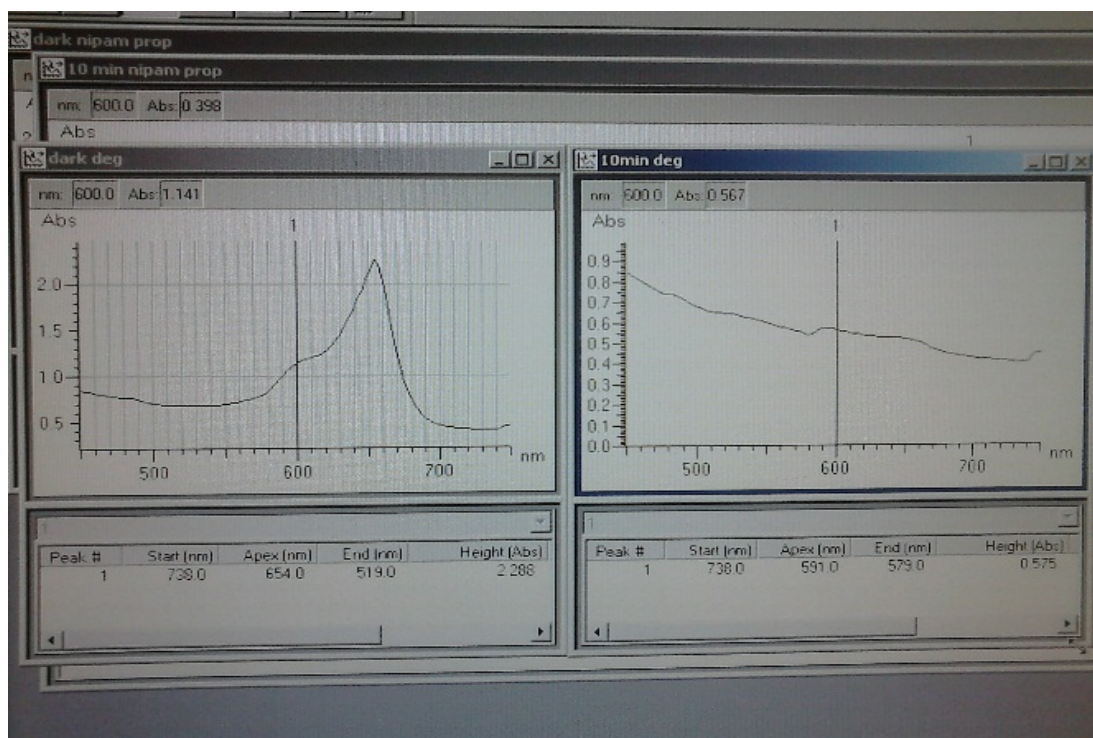 dark nipam prop
10 min nipam prop
nm: 600.0 Abs: 0.398
Abs
1
dark deg
nm: 600.0 Abs: 1.141
Abs
1
2.0
1.5
1.0
0.5
500 600 700 nm
1
Peak # Start (nm) Apex (nm) End (nm) Height (Abs)
1 738.0 654.0 519.0 2.288
10min deg
nm: 600.0 Abs: 0.567
Abs
1
0.9
0.8
0.7
0.6
0.5
0.4
0.3
0.2
0.1
0.0
500 600 700 nm
1
Peak # Start (nm) Apex (nm) End (nm) Height (Abs)
1 738.0 591.0 579.0 0.575